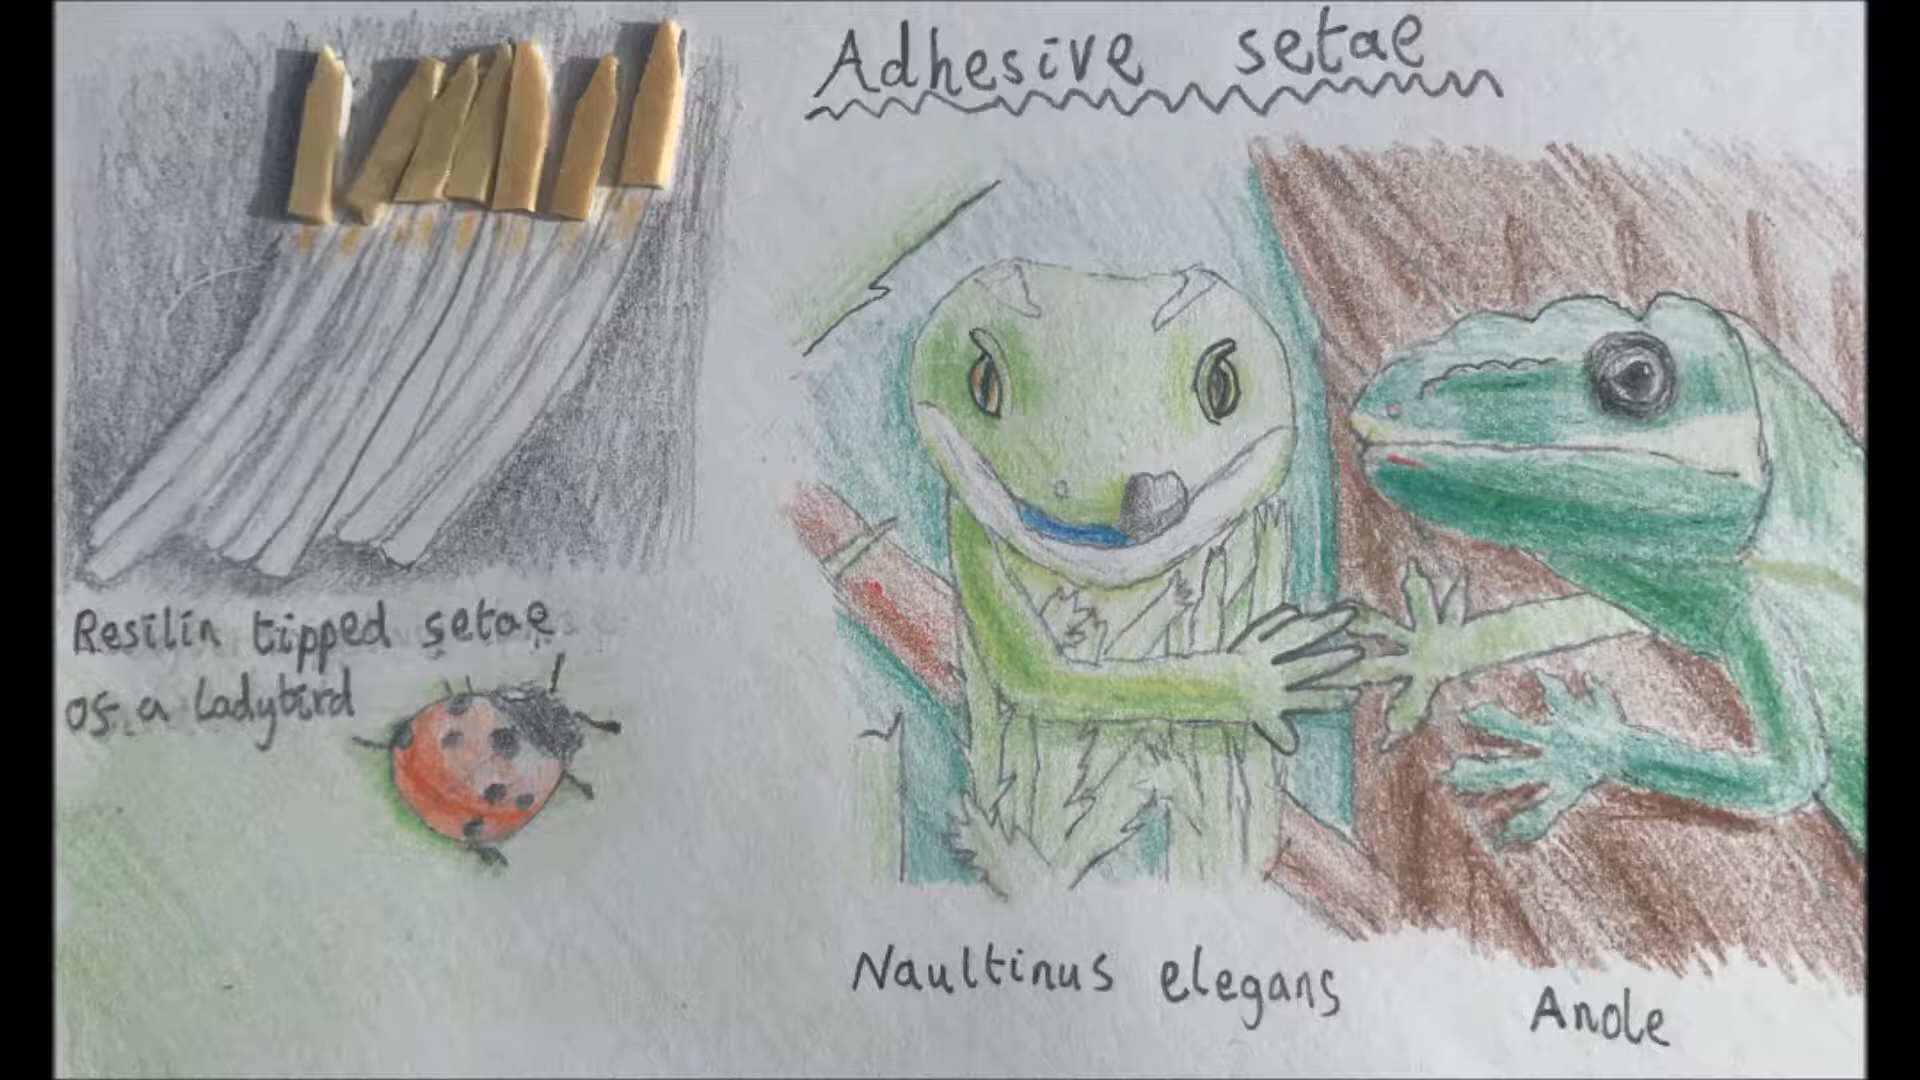 Adhesive setae
Resilin tipped setae
of a ladybird
Naultinus elegans
Anole